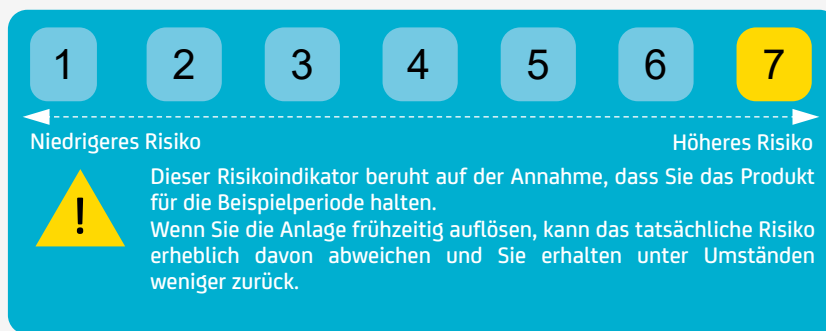 1 2 3 4 5 6 7
Niedrigeres Risiko Höheres Risiko
!
Dieser Risikoindikator beruht auf der Annahme, dass Sie das Produkt
für die Beispielperiode halten.
Wenn Sie die Anlage frühzeitig auflösen, kann das tatsächliche Risiko
erheblich davon abweichen und Sie erhalten unter Umständen
weniger zurück.